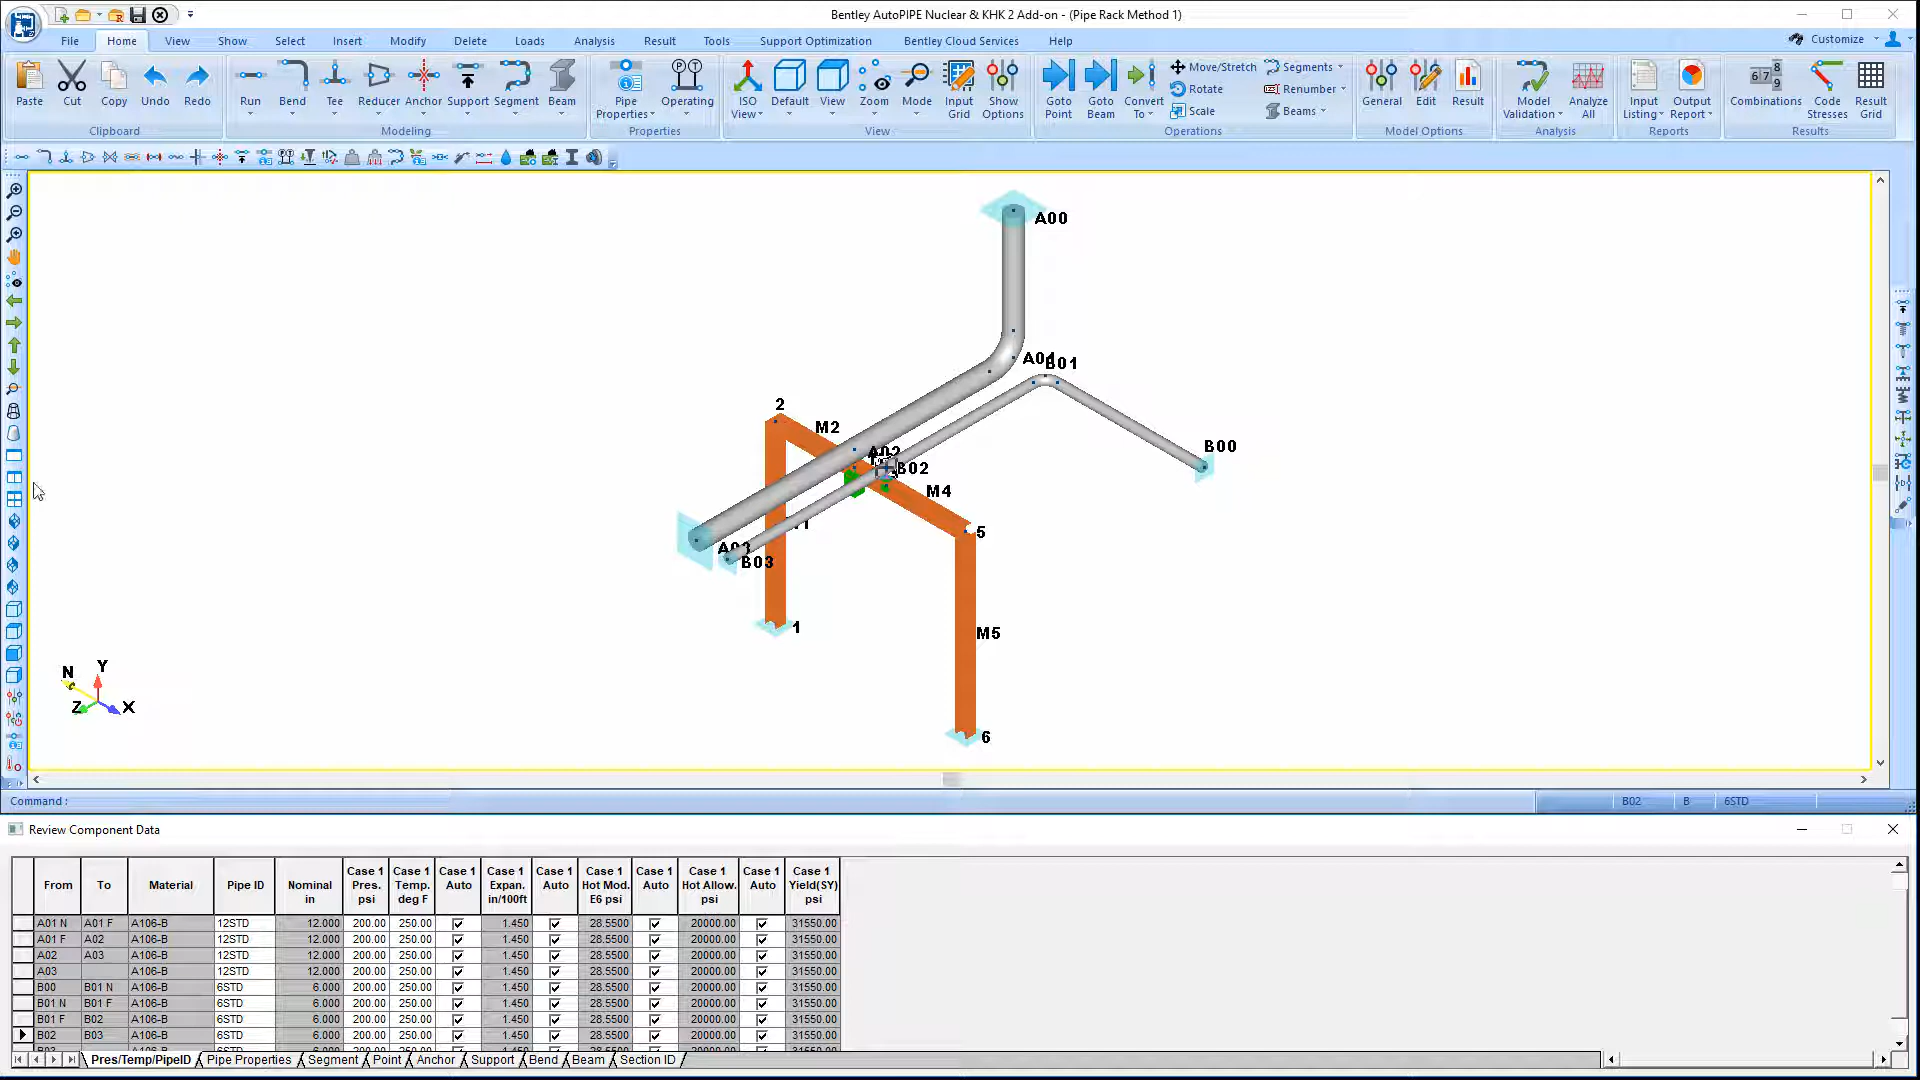 Bentley AutoPIPE Nuclear & KHK 2 Add-on - (Pipe Rack Method 1)
File Home View Show Select Insert Modify Delete Loads Analysis Result Tools Support Optimization Bentley Cloud Services Help Customize
Paste Cut Copy Undo Redo Run Bend Tee Reducer Anchor Support Segment Beam Pipe Properties Operating ISO View Default View Zoom Mode Input Grid Show Options Goto Point Goto Beam Convert To Move/Stretch Rotate Scale Segments Renumber Beams General Edit Result Model Validation Analyze All Input Listing Output Report Combinations Code Stresses Result Grid
Clipboard Modeling Properties View Operations Model Options Analysis Reports Results
A00
A01
B01
2
M2
B00
A02
B02
M4
5
A03
B03
1
M5
6
N Y
Z X
Command :
B02 B 6STD
Review Component Data
From To Material Pipe ID Nominal in Case 1 Pres. psi Case 1 Temp. deg F Case 1 Auto Case 1 Expan. in/100ft Case 1 Auto Case 1 Hot Mod. E6 psi Case 1 Auto Case 1 Hot Allow. psi Case 1 Auto Case 1 Yield(SY) psi
A01 N A01 F A106-B 12STD 12.000 200.00 250.00 1.450 28.5500 20000.00 31550.00
A01 F A02 A106-B 12STD 12.000 200.00 250.00 1.450 28.5500 20000.00 31550.00
A02 A03 A106-B 12STD 12.000 200.00 250.00 1.450 28.5500 20000.00 31550.00
A03 A106-B 12STD 12.000 200.00 250.00 1.450 28.5500 20000.00 31550.00
B00 B01 N A106-B 6STD 6.000 200.00 250.00 1.450 28.5500 20000.00 31550.00
B01 N B01 F A106-B 6STD 6.000 200.00 250.00 1.450 28.5500 20000.00 31550.00
B01 F B02 A106-B 6STD 6.000 200.00 250.00 1.450 28.5500 20000.00 31550.00
B02 B03 A106-B 6STD 6.000 200.00 250.00 1.450 28.5500 20000.00 31550.00
Pres/Temp/PipeID Pipe Properties Segment Point Anchor Support Bend Beam Section ID